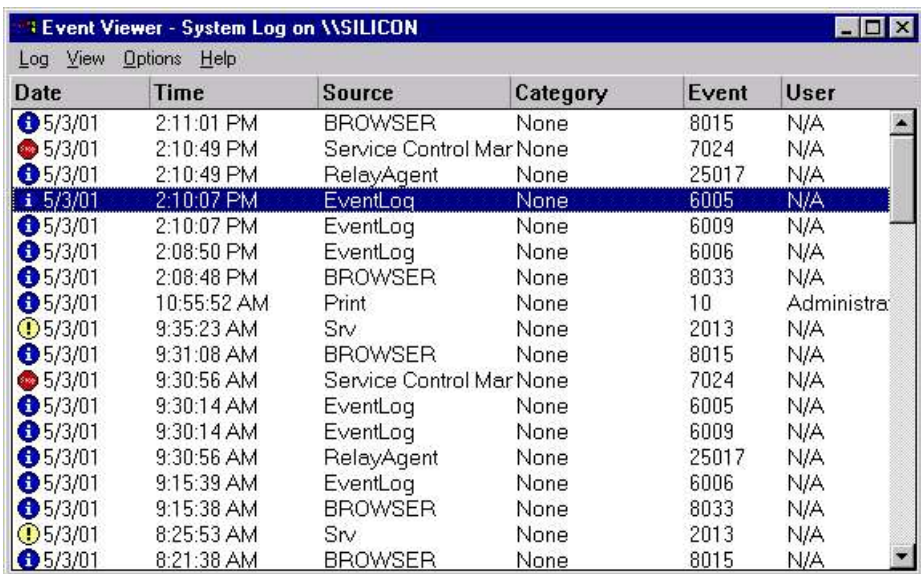 Event Viewer - System Log on \\SILICON
Log View Options Help
Date Time Source Category Event User
5/3/01 2:11:01 PM BROWSER None 8015 N/A
5/3/01 2:10:49 PM Service Control Mar None 7024 N/A
5/3/01 2:10:49 PM RelayAgent None 25017 N/A
5/3/01 2:10:07 PM EventLog None 6005 N/A
5/3/01 2:10:07 PM EventLog None 6009 N/A
5/3/01 2:08:50 PM EventLog None 6006 N/A
5/3/01 2:08:48 PM BROWSER None 8033 N/A
5/3/01 10:55:52 AM Print None 10 Administra
5/3/01 9:35:23 AM Srv None 2013 N/A
5/3/01 9:31:08 AM BROWSER None 8015 N/A
5/3/01 9:30:56 AM Service Control Mar None 7024 N/A
5/3/01 9:30:14 AM EventLog None 6005 N/A
5/3/01 9:30:14 AM EventLog None 6009 N/A
5/3/01 9:30:56 AM RelayAgent None 25017 N/A
5/3/01 9:15:39 AM EventLog None 6006 N/A
5/3/01 9:15:38 AM BROWSER None 8033 N/A
5/3/01 8:25:53 AM Srv None 2013 N/A
5/3/01 8:21:38 AM BROWSER None 8015 N/A